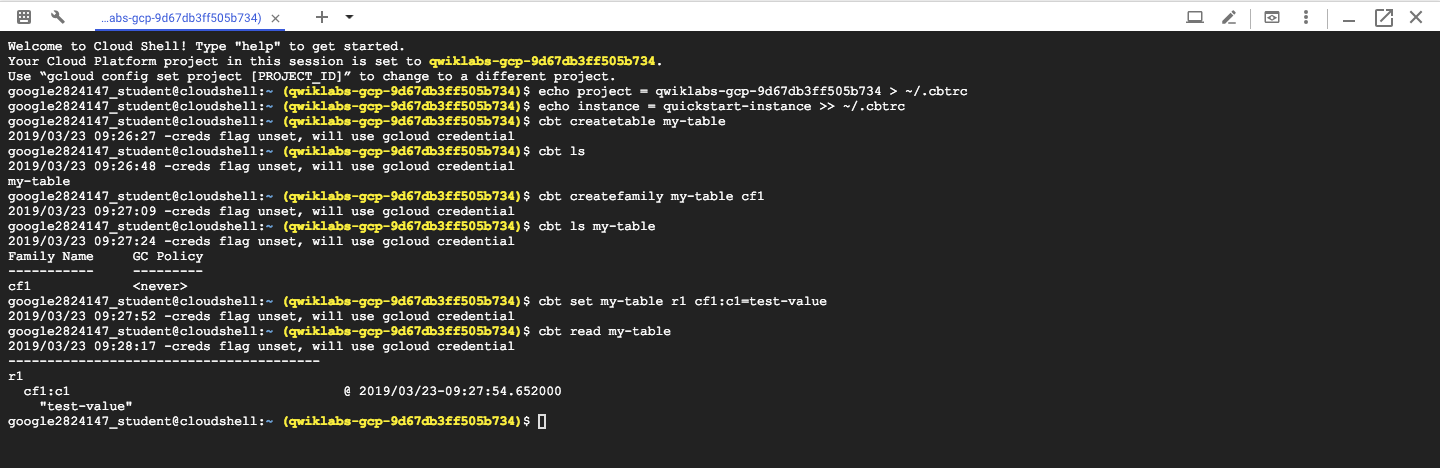 ...abs-gcp-9d67db3ff505b734)
Welcome to Cloud Shell! Type "help" to get started.
Your Cloud Platform project in this session is set to qwiklabs-gcp-9d67db3ff505b734.
Use “gcloud config set project [PROJECT_ID]” to change to a different project.
google2824147_student@cloudshell:~ (qwiklabs-gcp-9d67db3ff505b734)$ echo project = qwiklabs-gcp-9d67db3ff505b734 > ~/.cbtrc
google2824147_student@cloudshell:~ (qwiklabs-gcp-9d67db3ff505b734)$ echo instance = quickstart-instance >> ~/.cbtrc
google2824147_student@cloudshell:~ (qwiklabs-gcp-9d67db3ff505b734)$ cbt createtable my-table
2019/03/23 09:26:27 -creds flag unset, will use gcloud credential
google2824147_student@cloudshell:~ (qwiklabs-gcp-9d67db3ff505b734)$ cbt ls
2019/03/23 09:26:48 -creds flag unset, will use gcloud credential
my-table
google2824147_student@cloudshell:~ (qwiklabs-gcp-9d67db3ff505b734)$ cbt createfamily my-table cf1
2019/03/23 09:27:09 -creds flag unset, will use gcloud credential
google2824147_student@cloudshell:~ (qwiklabs-gcp-9d67db3ff505b734)$ cbt ls my-table
2019/03/23 09:27:24 -creds flag unset, will use gcloud credential
Family Name     GC Policy
-----------     ---------
cf1             <never>
google2824147_student@cloudshell:~ (qwiklabs-gcp-9d67db3ff505b734)$ cbt set my-table r1 cf1:c1=test-value
2019/03/23 09:27:52 -creds flag unset, will use gcloud credential
google2824147_student@cloudshell:~ (qwiklabs-gcp-9d67db3ff505b734)$ cbt read my-table
2019/03/23 09:28:17 -creds flag unset, will use gcloud credential
----------------------------------------
r1
  cf1:c1                                   @ 2019/03/23-09:27:54.652000
    "test-value"
google2824147_student@cloudshell:~ (qwiklabs-gcp-9d67db3ff505b734)$